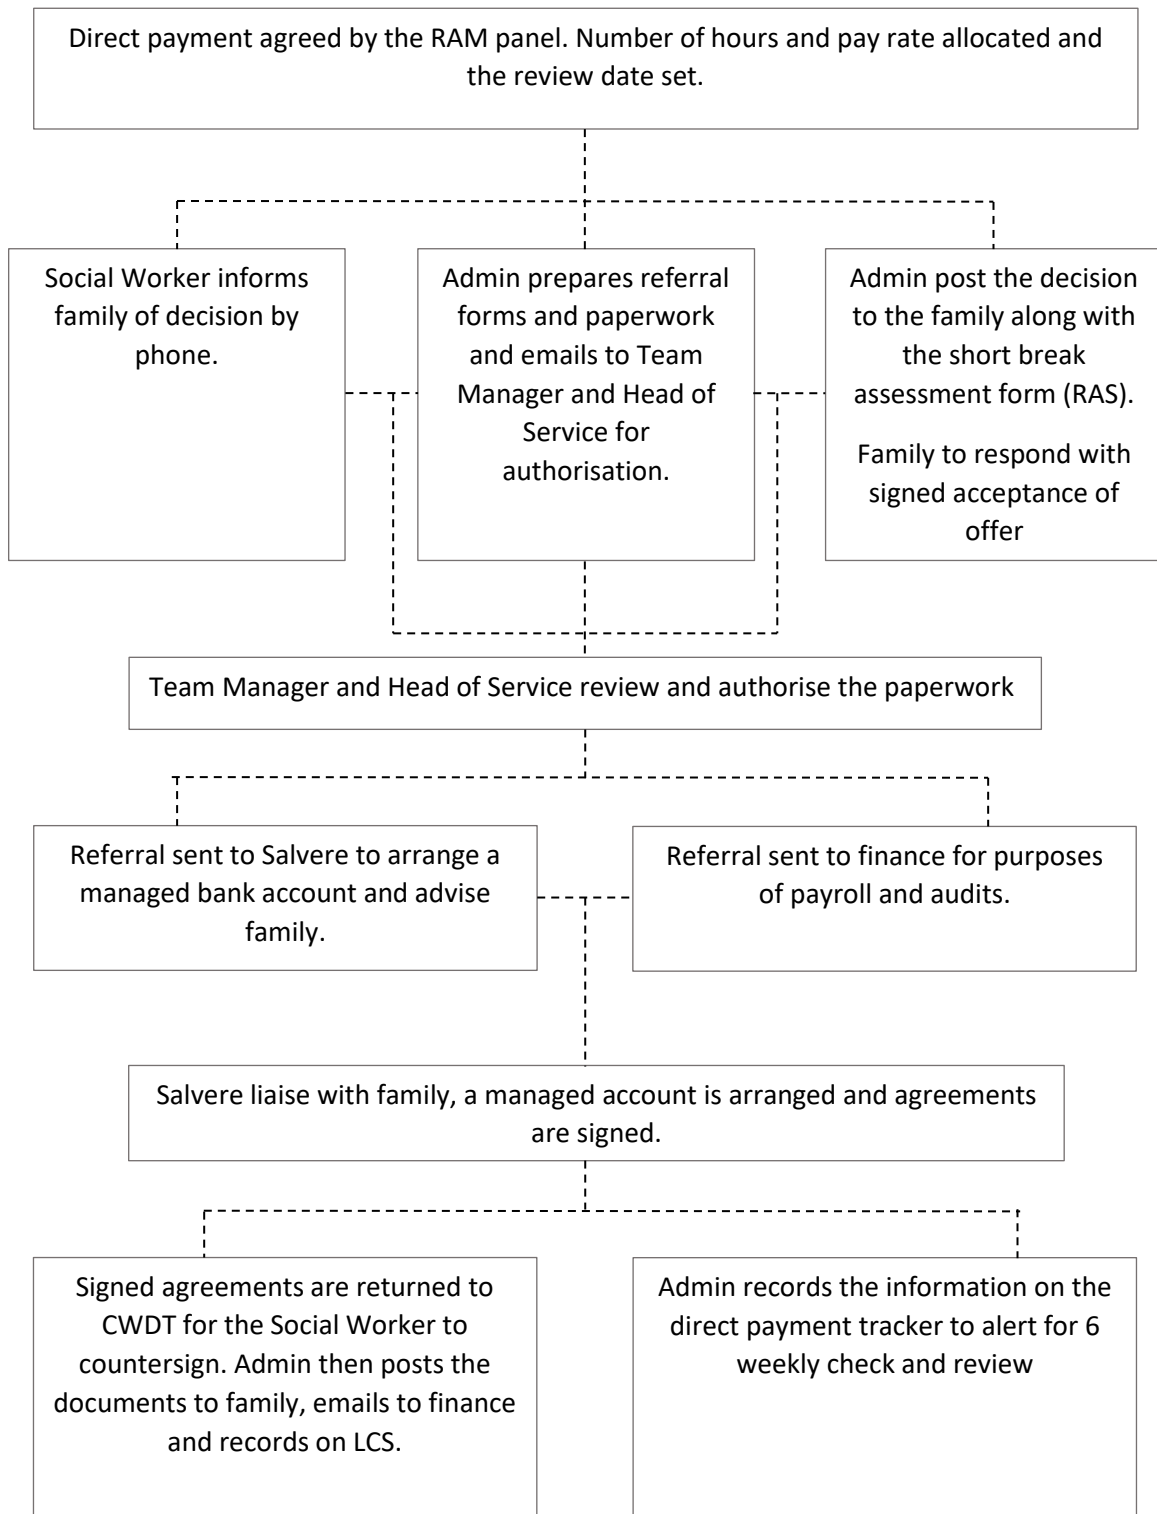 Direct payment agreed by the RAM panel. Number of hours and pay rate allocated and
the review date set.
Social Worker informs
family of decision by
phone.
Admin prepares referral
forms and paperwork
and emails to Team
Manager and Head of
Service for
authorisation.
Admin post the decision
to the family along with
the short break
assessment form (RAS).
Family to respond with
signed acceptance of
offer
Team Manager and Head of Service review and authorise the paperwork
Referral sent to Salvere to arrange a
managed bank account and advise
family.
Referral sent to finance for purposes
of payroll and audits.
Salvere liaise with family, a managed account is arranged and agreements
are signed.
Signed agreements are returned to
CWDT for the Social Worker to
countersign. Admin then posts the
documents to family, emails to finance
and records on LCS.
Admin records the information on the
direct payment tracker to alert for 6
weekly check and review